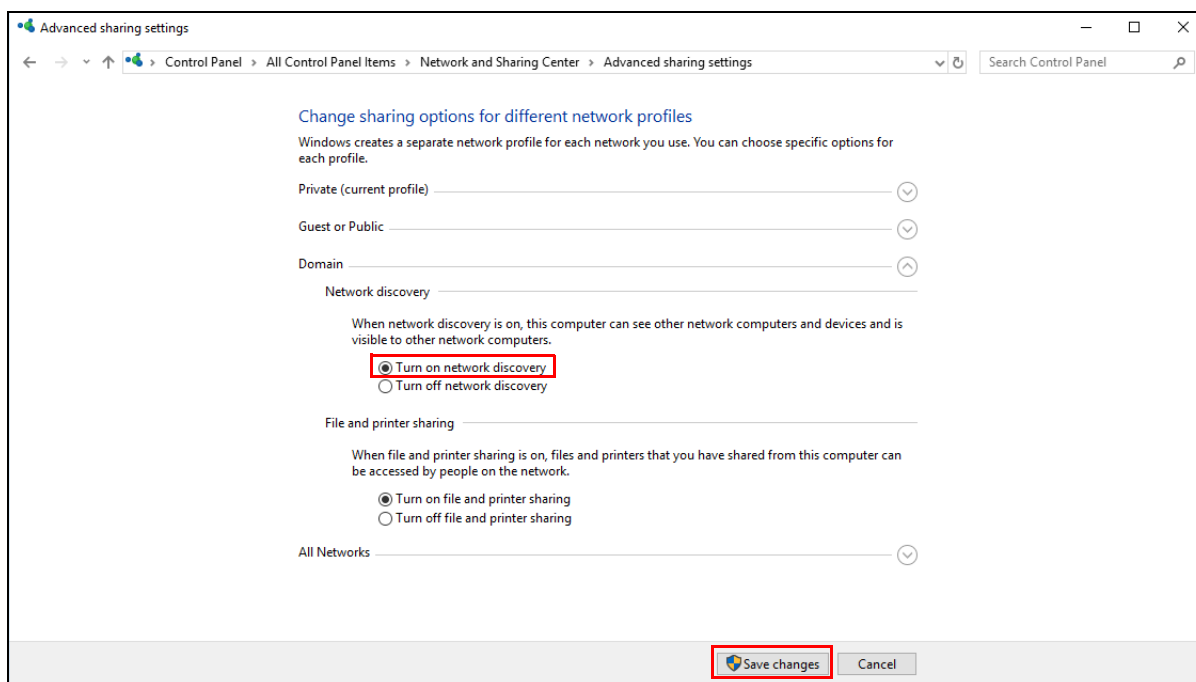 Advanced sharing settings
Control Panel > All Control Panel Items > Network and Sharing Center > Advanced sharing settings
Search Control Panel
Change sharing options for different network profiles
Windows creates a separate network profile for each network you use. You can choose specific options for
each profile.
Private (current profile)
Guest or Public
Domain
Network discovery
When network discovery is on, this computer can see other network computers and devices and is
visible to other network computers.
Turn on network discovery
Turn off network discovery
File and printer sharing
When file and printer sharing is on, files and printers that you have shared from this computer can
be accessed by people on the network.
Turn on file and printer sharing
Turn off file and printer sharing
All Networks
Save changes
Cancel